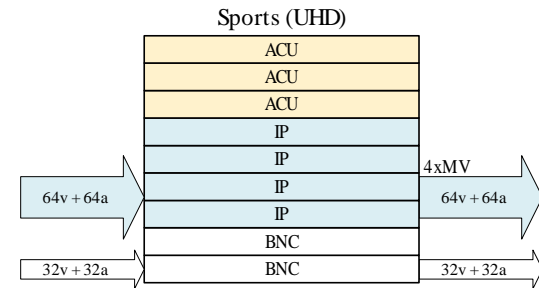 Sports (UHD)
ACU
ACU
ACU
IP
IP
4xMV
64v + 64a
IP
64v + 64a
IP
BNC
32v + 32a
BNC
32v + 32a